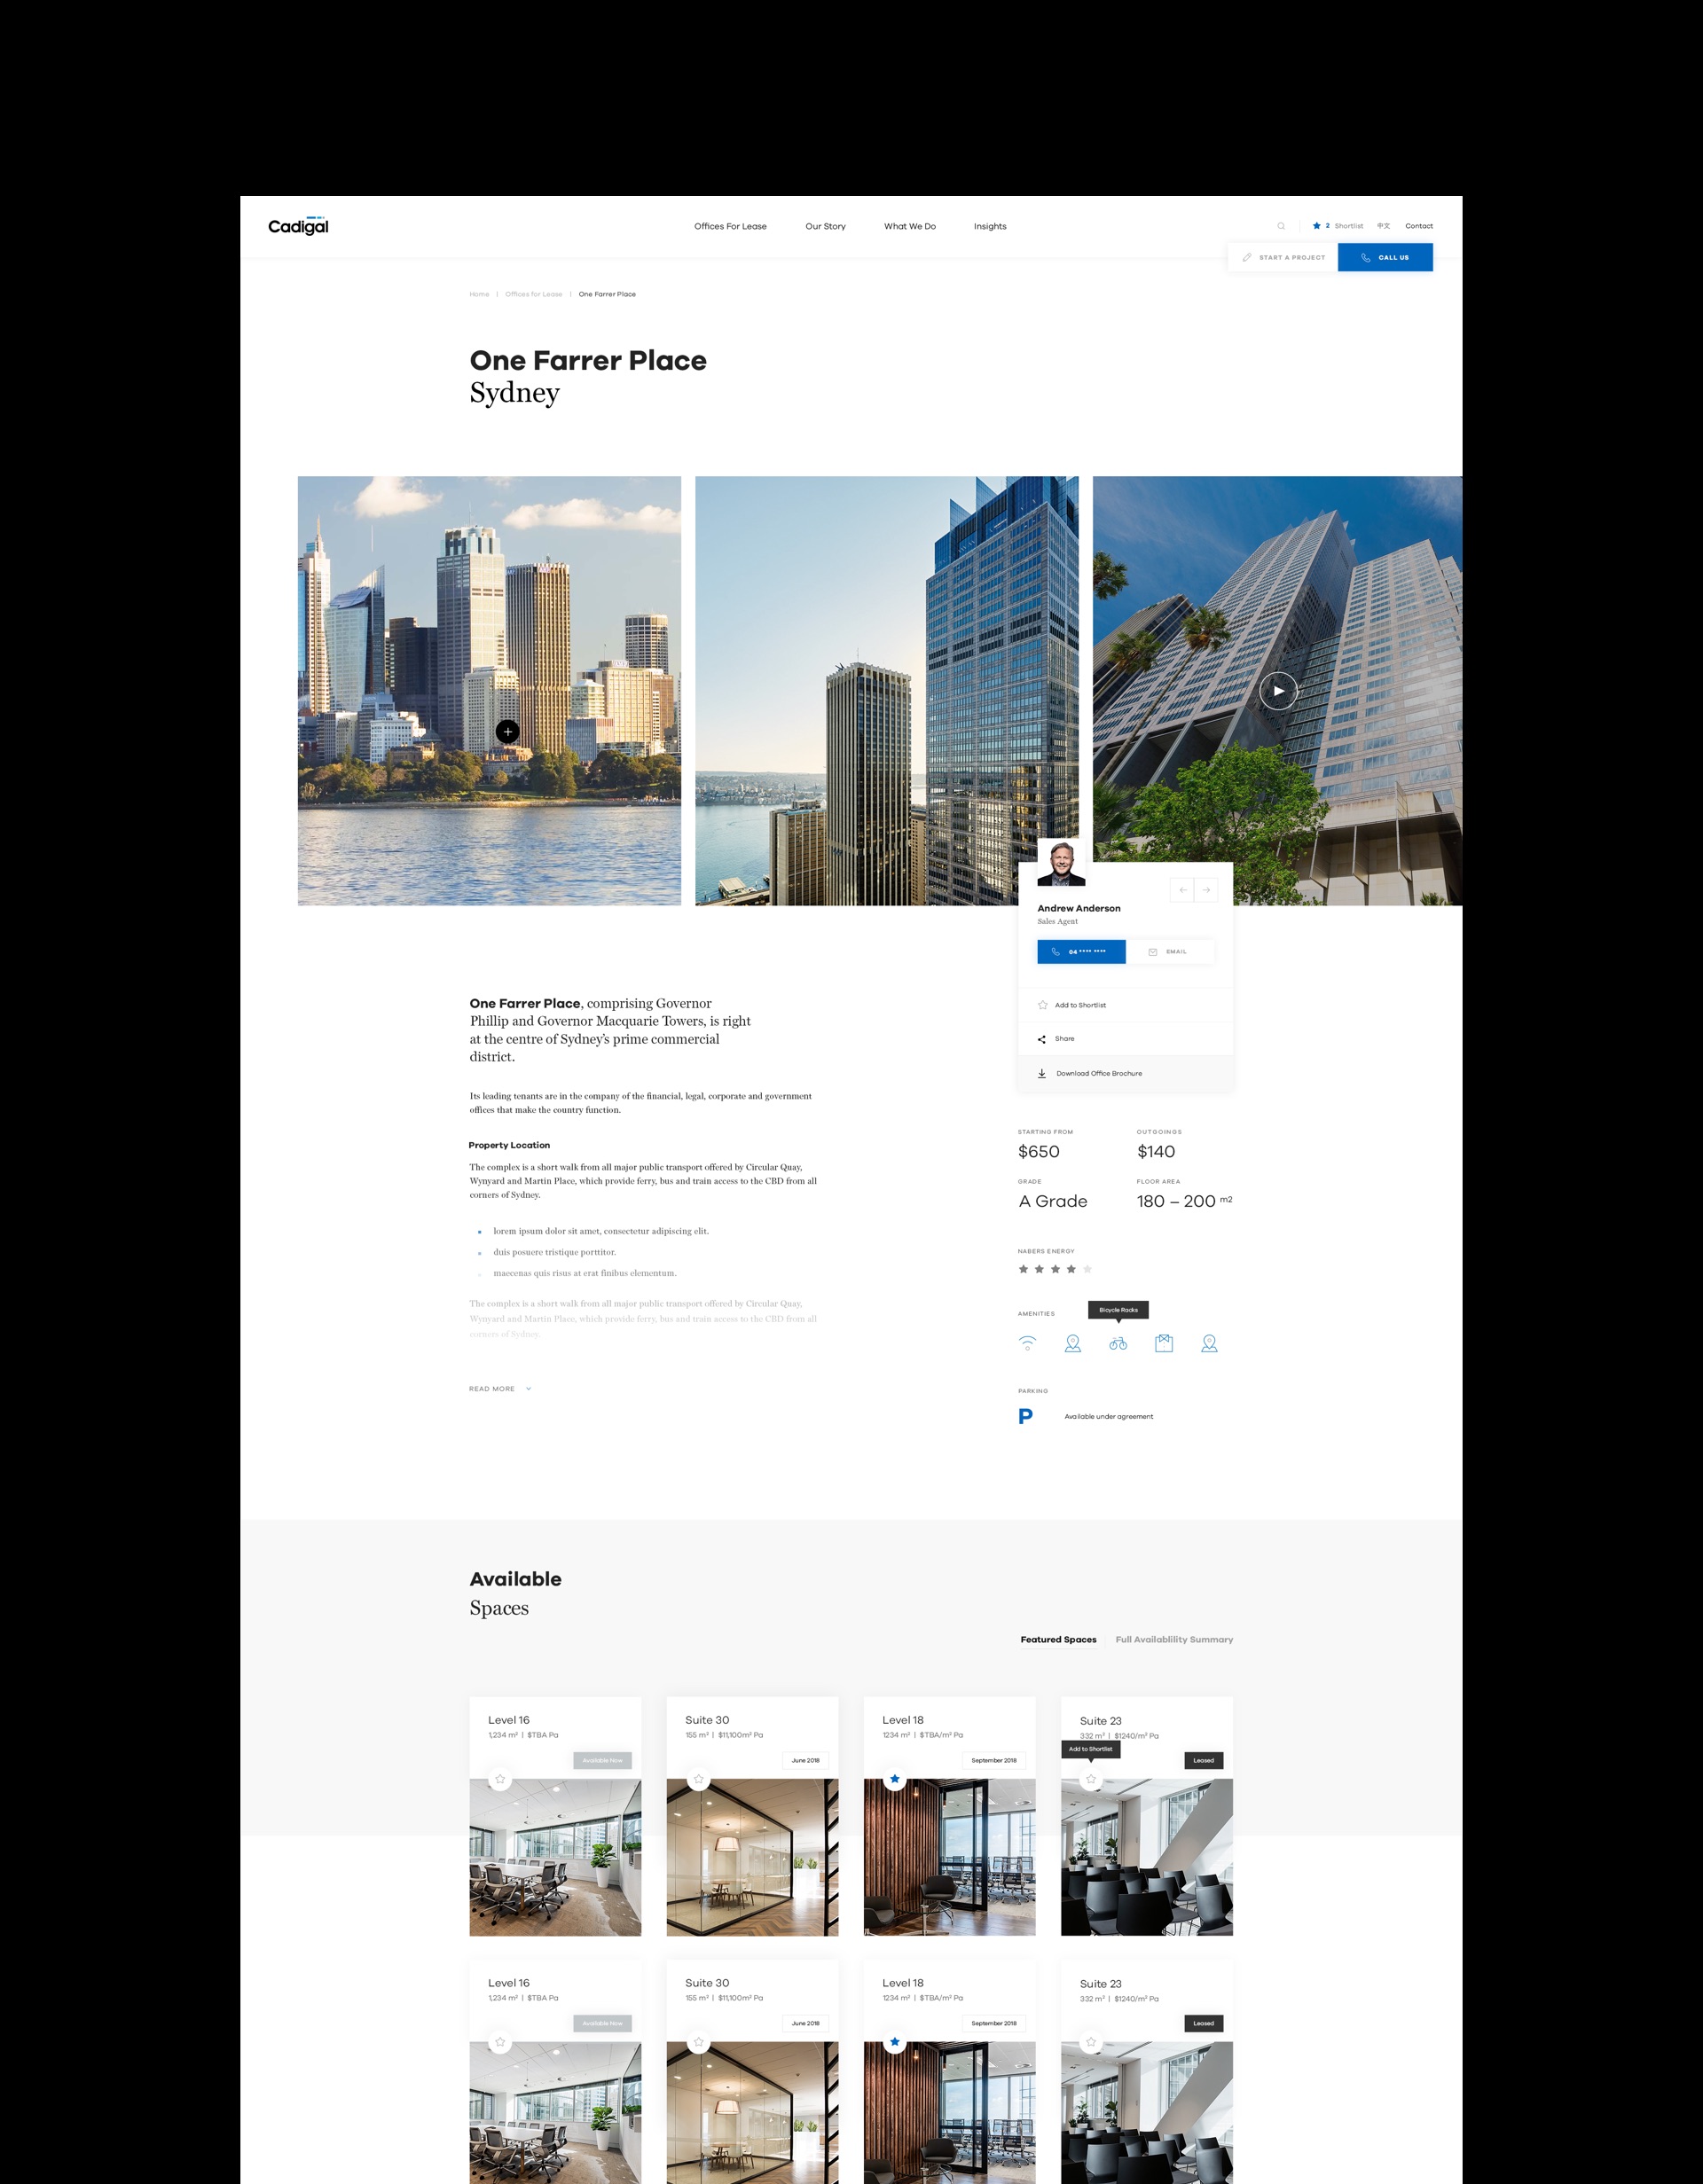 Cadigal
Offices For Lease
Our Story
What We Do
Insights
2 Shortlist
中文
Contact
START A PROJECT
CALL US
Home | Offices for Lease | One Farrer Place
One Farrer Place
Sydney
Andrew Anderson
Sales Agent
04 **** ****
EMAIL
Add to Shortlist
Share
Download Office Brochure
One Farrer Place, comprising Governor
Phillip and Governor Macquarie Towers, is right
at the centre of Sydney's prime commercial
district.
Its leading tenants are in the company of the financial, legal, corporate and government
offices that make the country function.
Property Location
The complex is a short walk from all major public transport offered by Circular Quay,
Wynyard and Martin Place, which provide ferry, bus and train access to the CBD from all
corners of Sydney.
lorem ipsum dolor sit amet, consectetur adipiscing elit.
duis posuere tristique porttitor.
maecenas quis risus at erat finibus elementum.
The complex is a short walk from all major public transport offered by Circular Quay,
Wynyard and Martin Place, which provide ferry, bus and train access to the CBD from all
corners of Sydney.
READ MORE
STARTING FROM
$650
OUTGOINGS
$140
GRADE
A Grade
FLOOR AREA
180 – 200 m2
NABERS ENERGY
AMENITIES
Bicycle Racks
PARKING
P
Available under agreement
Available
Spaces
Featured Spaces
Full Availablility Summary
Level 16
1,234 m² | $TBA Pa
Available Now
Suite 30
155 m² | $11,100m² Pa
June 2018
Level 18
1234 m² | $TBA/m² Pa
September 2018
Suite 23
332 m² | $1240/m² Pa
Add to Shortlist
Leased
Level 16
1,234 m² | $TBA Pa
Available Now
Suite 30
155 m² | $11,100m² Pa
June 2018
Level 18
1234 m² | $TBA/m² Pa
September 2018
Suite 23
332 m² | $1240/m² Pa
Leased